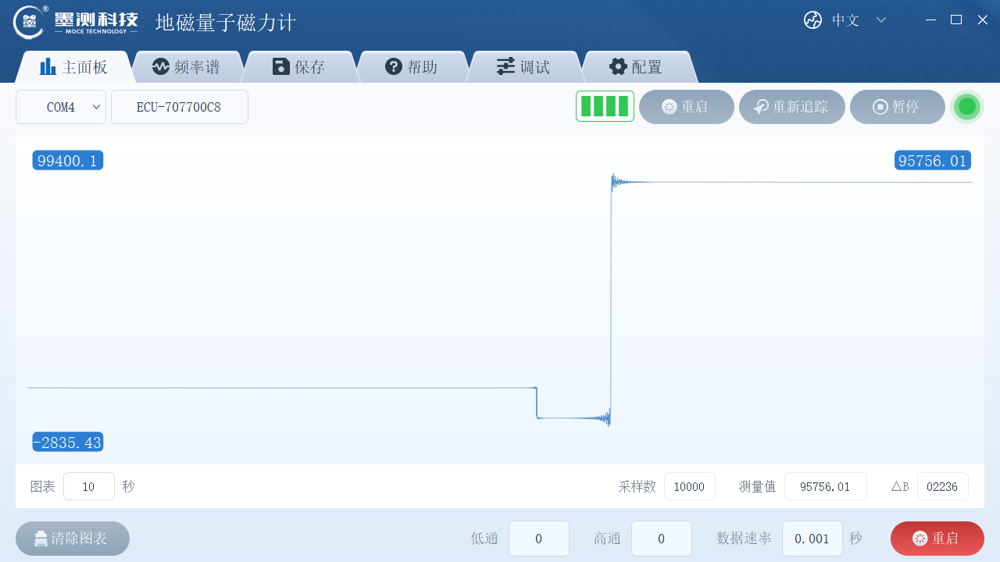 墨测科技 ® 地磁量子磁力计 中文
MOCE TECHNOLOGY
主面板 频率谱 保存 帮助 调试 配置
COM4 ECU-707700C8 重启 重新追踪 暂停
99400.1 95756.01
-2835.43
图表 10 秒 采样数 10000 测量值 95756.01 △B 02236
清除图表 低通 0 高通 0 数据速率 0.001 秒 重启